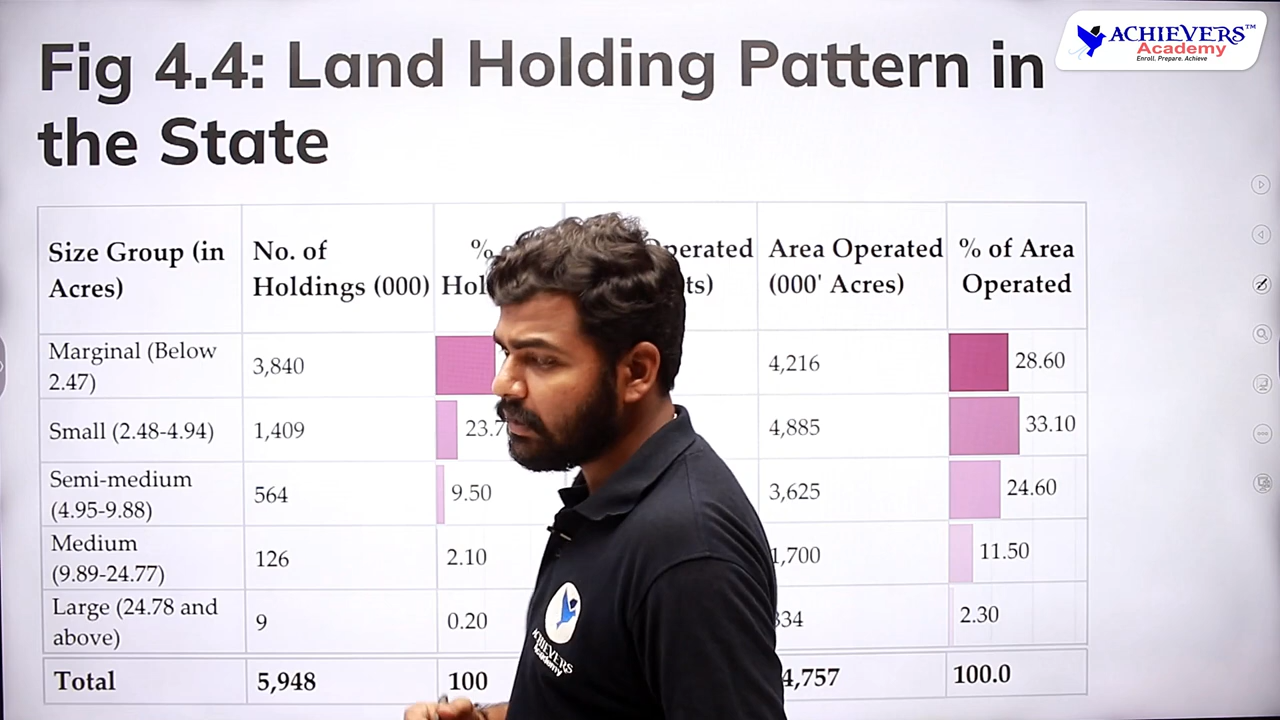 ACHIEVERS™
Academy
Enroll. Prepare. Achieve
Fig 4.4: Land Holding Pattern in
the State
Size Group (in
Acres)
No. of
Holdings (000)
%
Area Operated
(000' Acres)
% of Area
Operated
Marginal (Below
2.47)
3,840
4,216
28.60
Small (2.48-4.94)
1,409
4,885
33.10
Semi-medium
(4.95-9.88)
564
9.50
3,625
24.60
Medium
(9.89-24.77)
126
2.10
1,700
11.50
Large (24.78 and
above)
9
0.20
2.30
Total
5,948
100
100.0
ACHIEVERS
Academy